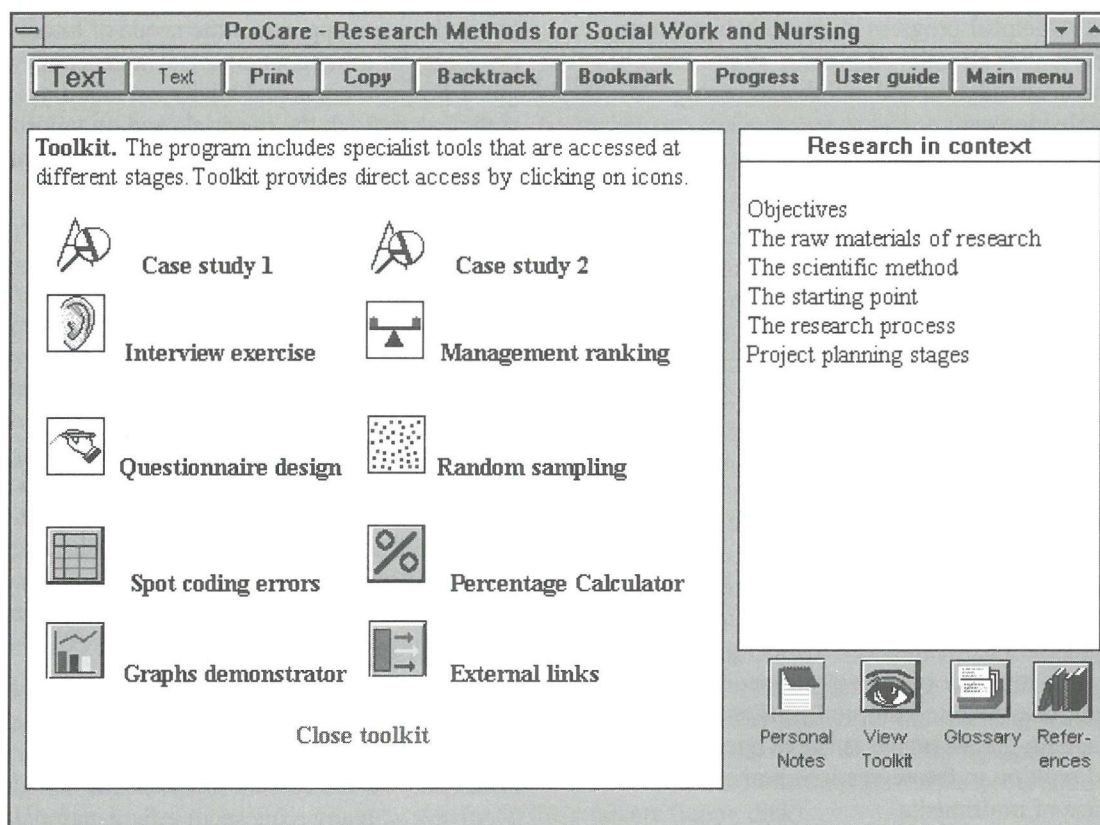 ProCare - Research Methods for Social Work and Nursing
Text Text Print Copy Backtrack Bookmark Progress User guide Main menu
Toolkit. The program includes specialist tools that are accessed at
different stages. Toolkit provides direct access by clicking on icons.
Case study 1
Case study 2
Interview exercise
Management ranking
Questionnaire design
Random sampling
Spot coding errors
Percentage Calculator
Graphs demonstrator
External links
Close toolkit
Research in context
Objectives
The raw materials of research
The scientific method
The starting point
The research process
Project planning stages
Personal
Notes
View
Toolkit
Glossary
Refer-
ences